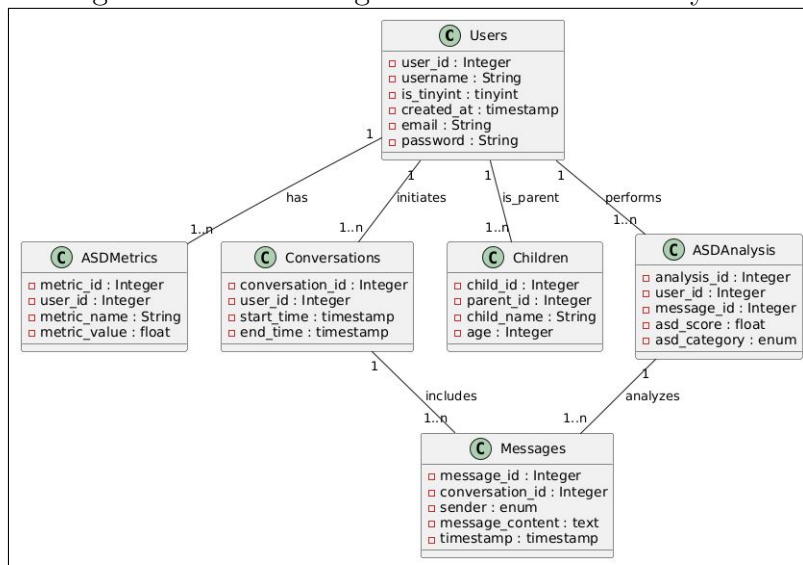 C Users
user_id : Integer
username : String
is_tinyint : tinyint
created_at : timestamp
email : String
password : String
1 1 1 1
has initiates is_parent performs
1..n 1..n 1..n 1..n
C ASDMetrics
metric_id : Integer
user_id : Integer
metric_name : String
metric_value : float
C Conversations
conversation_id : Integer
user_id : Integer
start_time : timestamp
end_time : timestamp
C Children
child_id : Integer
parent_id : Integer
child_name : String
age : Integer
C ASDAnalysis
analysis_id : Integer
user_id : Integer
message_id : Integer
asd_score : float
asd_category : enum
1 1
includes analyzes
1..n 1..n
C Messages
message_id : Integer
conversation_id : Integer
sender : enum
message_content : text
timestamp : timestamp